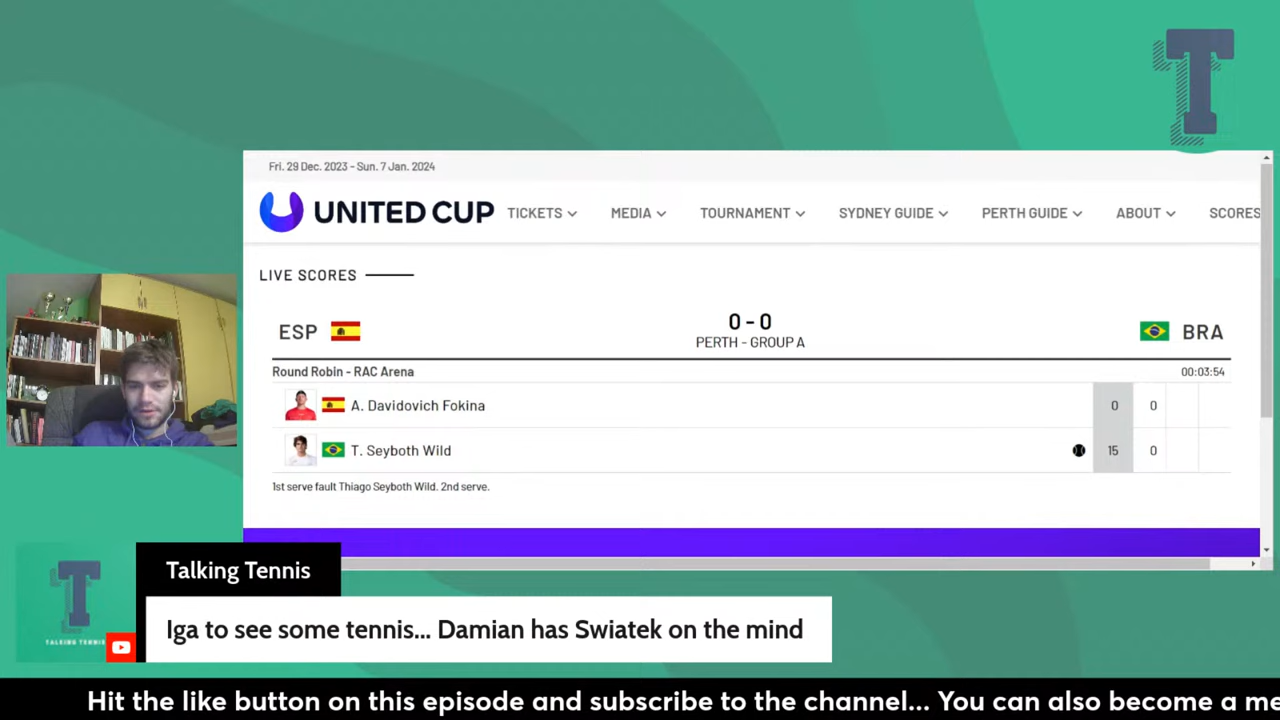 T
Fri. 29 Dec. 2023 - Sun. 7 Jan. 2024
UNITED CUP TICKETS MEDIA TOURNAMENT SYDNEY GUIDE PERTH GUIDE ABOUT SCORES
LIVE SCORES
ESP 0 - 0 BRA
PERTH - GROUP A
Round Robin - RAC Arena 00:03:54
A. Davidovich Fokina 0 0
T. Seyboth Wild 15 0
1st serve fault Thiago Seyboth Wild. 2nd serve.
Talking Tennis
T
TALKING TENNIS
Iga to see some tennis... Damian has Swiatek on the mind
Hit the like button on this episode and subscribe to the channel... You can also become a me